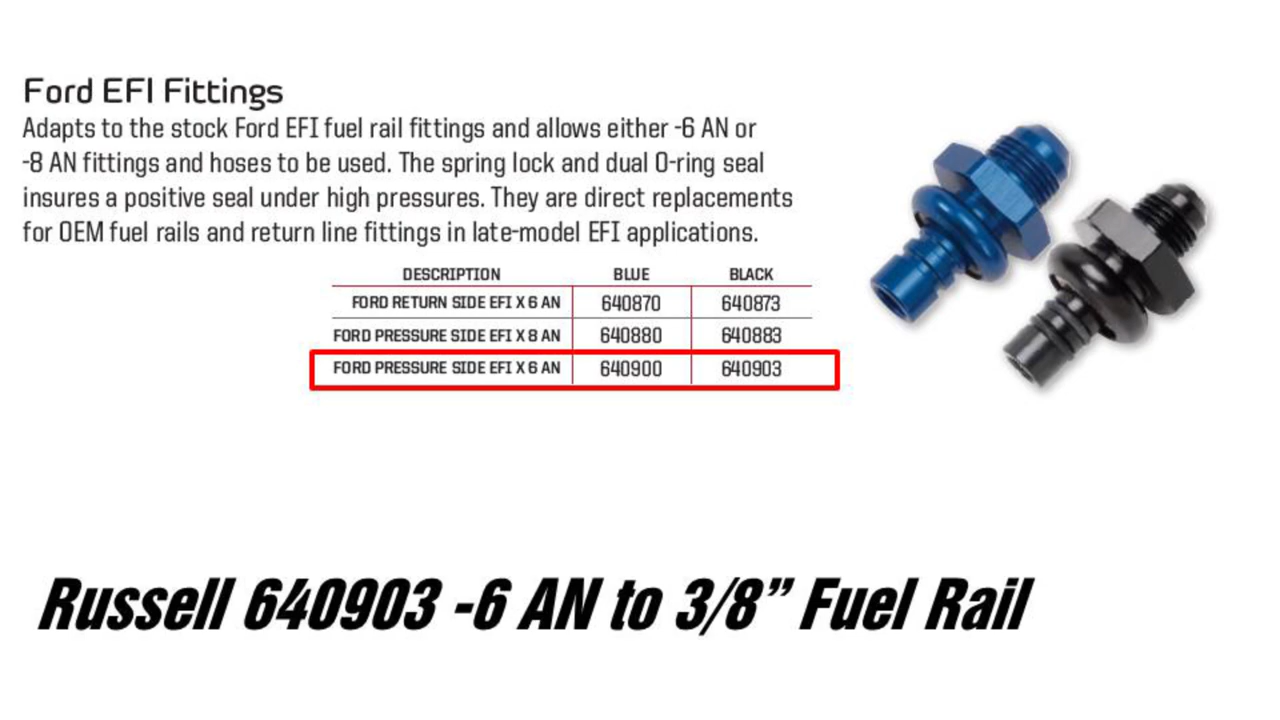 Ford EFI Fittings
Adapts to the stock Ford EFI fuel rail fittings and allows either -6 AN or
-8 AN fittings and hoses to be used. The spring lock and dual O-ring seal
insures a positive seal under high pressures. They are direct replacements
for OEM fuel rails and return line fittings in late-model EFI applications.
DESCRIPTION BLUE BLACK
FORD RETURN SIDE EFI X 6 AN 640870 640873
FORD PRESSURE SIDE EFI X 8 AN 640880 640883
FORD PRESSURE SIDE EFI X 6 AN 640900 640903
Russell 640903 -6 AN to 3/8” Fuel Rail